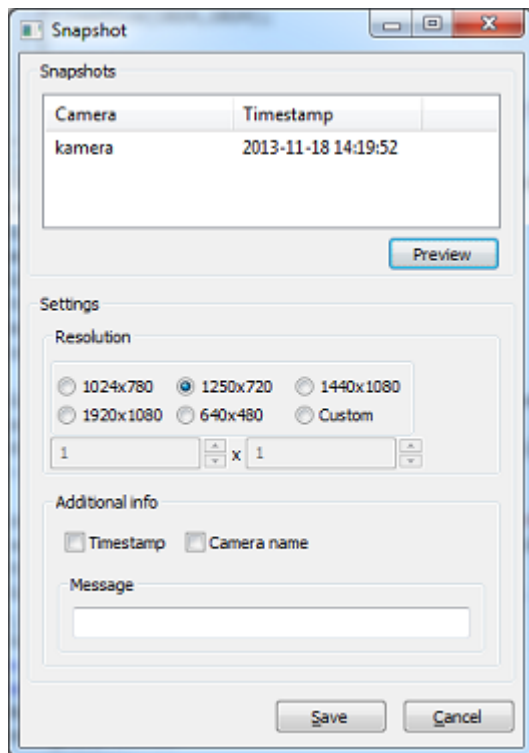 Snapshot
Snapshots
Camera Timestamp
kamera 2013-11-18 14:19:52
Preview
Settings
Resolution
1024x780 1250x720 1440x1080
1920x1080 640x480 Custom
1 x 1
Additional info
Timestamp Camera name
Message
Save Cancel